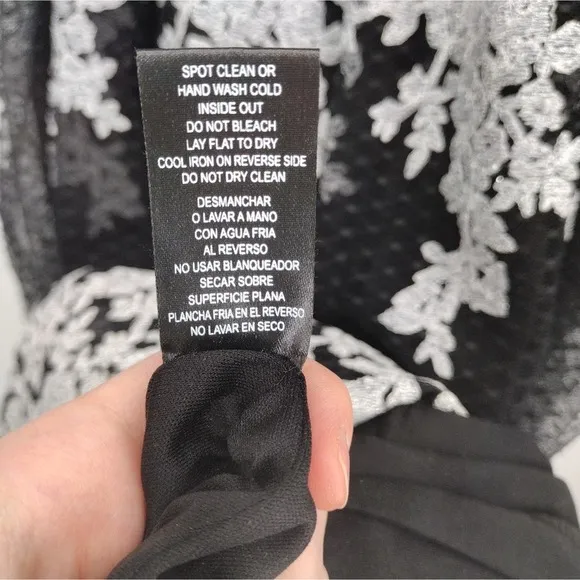 SPOT CLEAN OR
HAND WASH COLD
INSIDE OUT
DO NOT BLEACH
LAY FLAT TO DRY
COOL IRON ON REVERSE SIDE
DO NOT DRY CLEAN
DESMANCHAR
O LAVAR A MANO
CON AGUA FRIA
AL REVERSO
NO USAR BLANQUEADOR
SECAR SOBRE
SUPERFICIE PLANA
PLANCHA FRIA EN EL REVERSO
NO LAVAR EN SECO